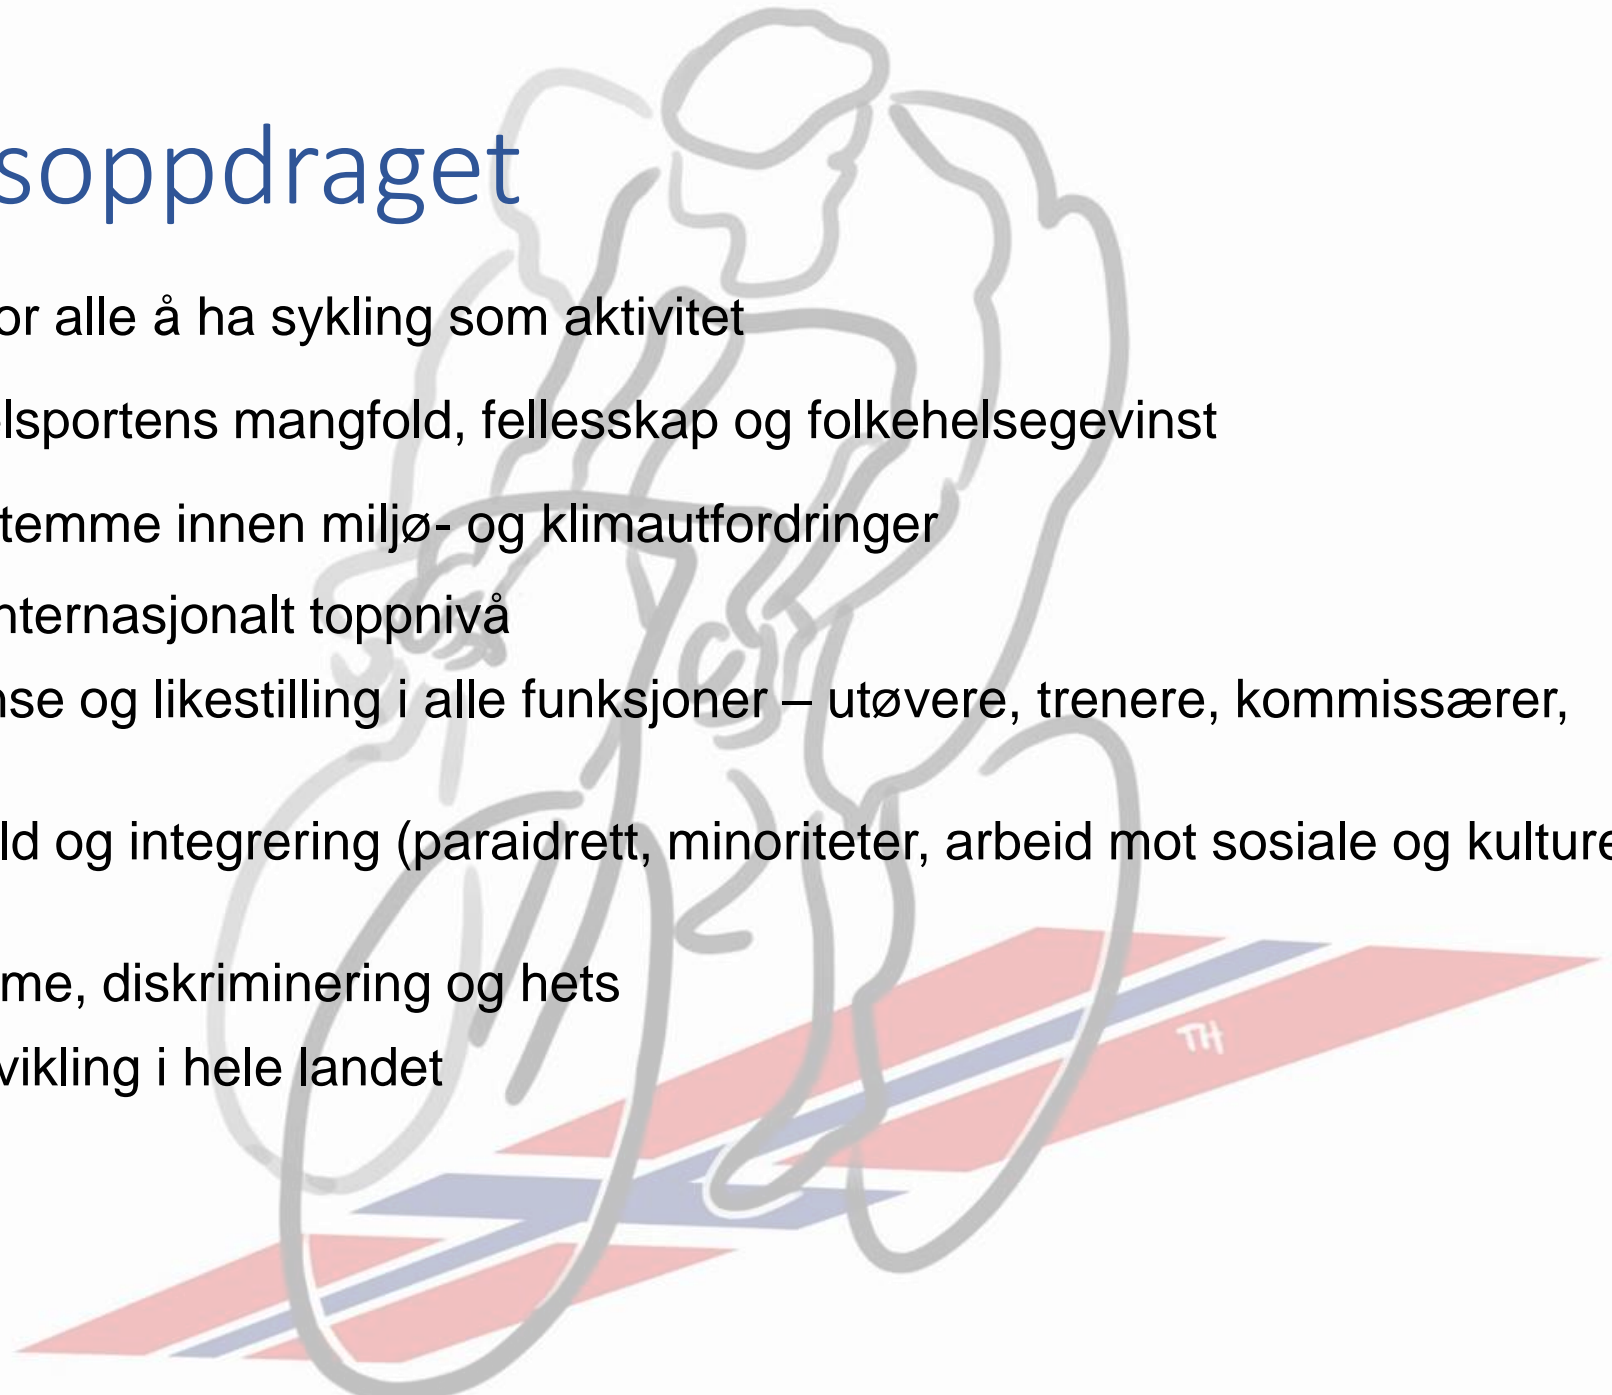 soppdraget
or alle å ha sykling som aktivitet
elsportens mangfold, fellesskap og folkehelsegevinst
temme innen miljø- og klimautfordringer
nternasjonalt toppnivå
nse og likestilling i alle funksjoner – utøvere, trenere, kommissærer,
ld og integrering (paraidrett, minoriteter, arbeid mot sosiale og kulture
me, diskriminering og hets
vikling i hele landet
TH